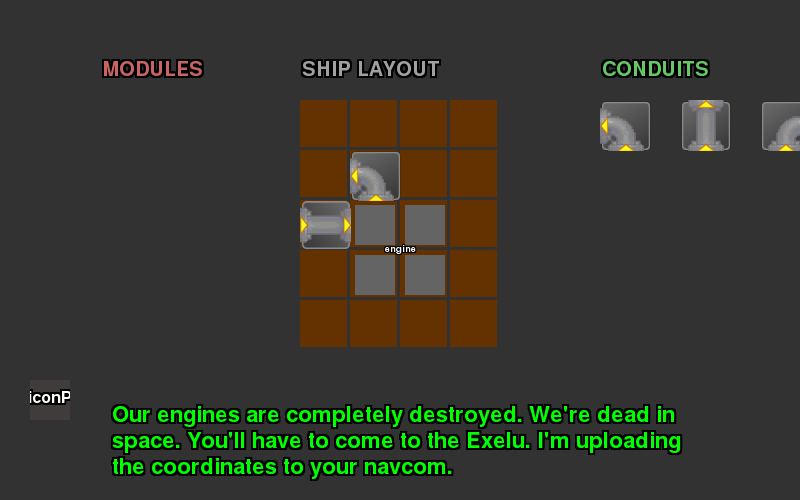 MODULES
SHIP LAYOUT
CONDUITS
engine
iconP
Our engines are completely destroyed. We're dead in
space. You'll have to come to the Exelu. I'm uploading
the coordinates to your navcom.